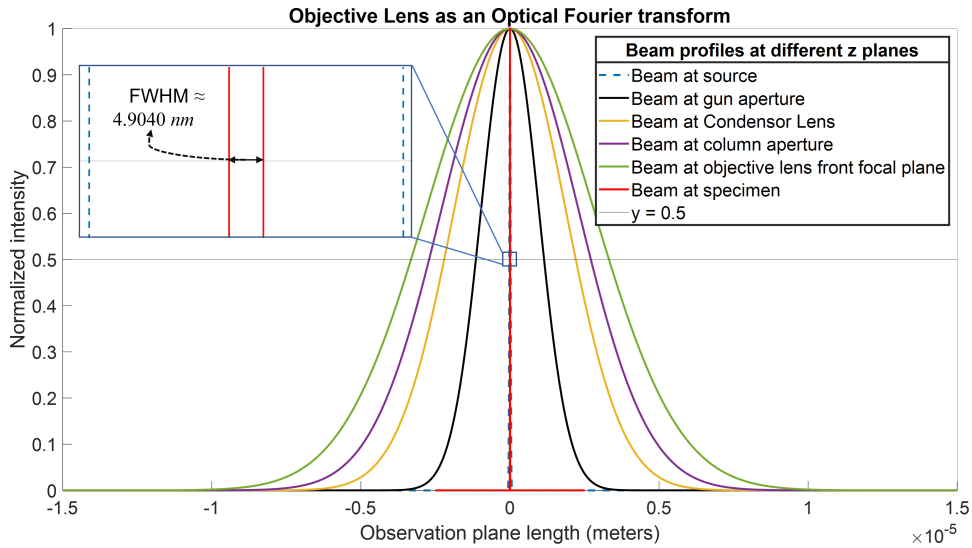 Objective Lens as an Optical Fourier transform
Normalized intensity
1
0.9
0.8
0.7
0.6
0.5
0.4
0.3
0.2
0.1
0
FWHM ≈
4.9040 nm
Beam profiles at different z planes
Beam at source
Beam at gun aperture
Beam at Condensor Lens
Beam at column aperture
Beam at objective lens front focal plane
Beam at specimen
y = 0.5
-1.5 -1 -0.5 0 0.5 1 1.5
Observation plane length (meters)
×10⁻⁵